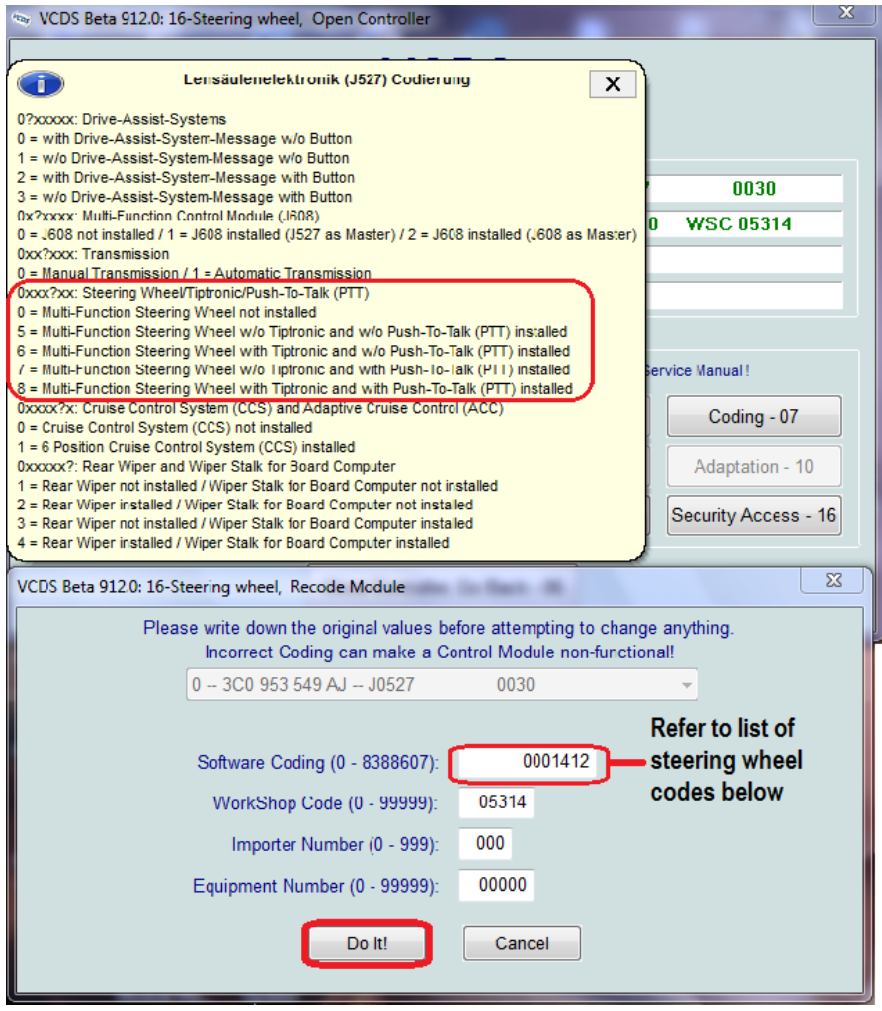 VCDS Beta 912.0: 16-Steering wheel, Open Controller
X
Lensäulenelektronik (J527) Codierung
X
0?xxxxx: Drive-Assist-Systems
0 = with Drive-Assist-System-Message w/o Button
1 = w/o Drive-Assist-System-Message w/o Button
2 = with Drive-Assist-System-Message with Button
3 = w/o Drive-Assist-System-Message with Button
0x?xxxx: Multi-Function Control Module (J608)
0 = J608 not installed / 1 = J608 installed (J527 as Master) / 2 = J608 installed (J608 as Master)
0xx?xxx: Transmission
0 = Manual Transmission / 1 = Automatic Transmission
0xxx?xx: Steering Wheel/Tiptronic/Push-To-Talk (PTT)
0 = Multi-Function Steering Wheel not installed
5 = Multi-Function Steering Wheel w/o Tiptronic and w/o Push-To-Talk (PTT) installed
6 = Multi-Function Steering Wheel with Tiptronic and w/o Push-To-Talk (PTT) installed
7 = Multi-Function Steering Wheel w/o Tiptronic and with Push-To-Talk (PTT) installed
8 = Multi-Function Steering Wheel with Tiptronic and with Push-To-Talk (PTT) installed
0xxxx?x: Cruise Control System (CCS) and Adaptive Cruise Control (ACC)
0 = Cruise Control System (CCS) not installed
1 = 6 Position Cruise Control System (CCS) installed
0xxxxx?: Rear Wiper and Wiper Stalk for Board Computer
1 = Rear Wiper not installed / Wiper Stalk for Board Computer not installed
2 = Rear Wiper installed / Wiper Stalk for Board Computer not installed
3 = Rear Wiper not installed / Wiper Stalk for Board Computer installed
4 = Rear Wiper installed / Wiper Stalk for Board Computer installed
0030
0 WSC 05314
Service Manual!
Coding - 07
Adaptation - 10
Security Access - 16
VCDS Beta 912.0: 16-Steering wheel, Recode Module
Please write down the original values before attempting to change anything.
Incorrect Coding can make a Control Module non-functional!
0 -- 3C0 953 549 AJ -- J0527 0030
Software Coding (0 - 8388607): 0001412
WorkShop Code (0 - 99999): 05314
Importer Number (0 - 999): 000
Equipment Number (0 - 99999): 00000
Refer to list of
steering wheel
codes below
Do It!
Cancel